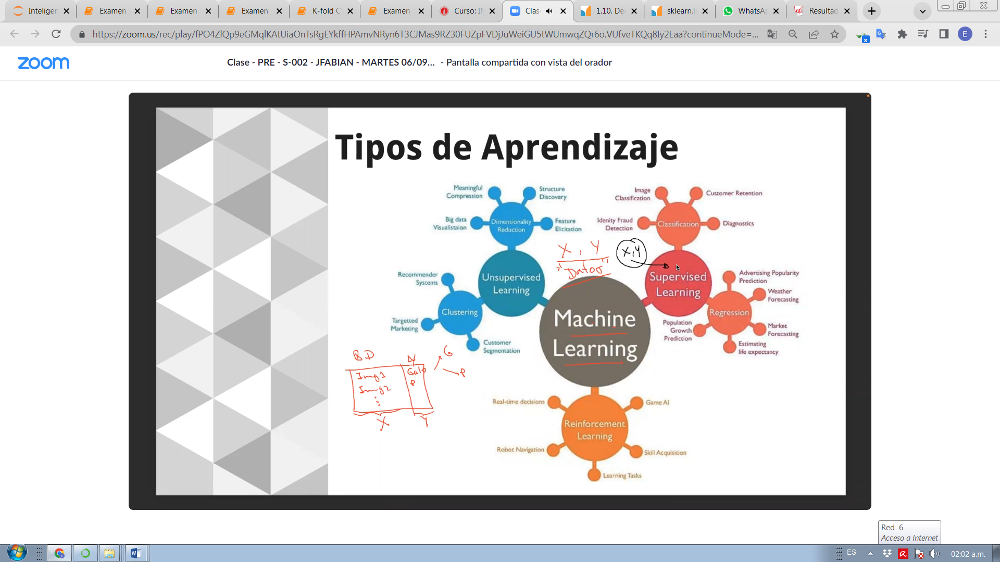 Inteligen
Examen
Examen
Examen
K-fold C
Examen
Curso: IN
Clas
1.10. De
sklearn.li
WhatsAp
Resultad
https://zoom.us/rec/play/fPO4ZlQp9eGMqlKAtUiaOnTsRgEYkffHPAmvNRyn6T3CJMas9RZ30FUZpFVDjJuWeiGU5tWUmwqZQr6o.VUfveTKQq8Iy2Eaa?continueMode=...
E
zoom
Clase - PRE - S-002 - JFABIAN - MARTES 06/09... - Pantalla compartida con vista del orador
Tipos de Aprendizaje
Meaningful
Compression
Structure
Discovery
Big data
Visualistaion
Dimensionality
Reduction
Feature
Elicitation
Image
Classification
Customer Retention
Idenity Fraud
Detection
Classification
Diagnostics
X , Y
"Datos"
X,Y
Recommender
Systems
Unsupervised
Learning
Clustering
Targetted
Marketing
Customer
Segmentation
Supervised
Learning
Advertising Popularity
Prediction
Weather
Forecasting
Regression
Population
Growth
Prediction
Market
Forecasting
Estimating
life expectancy
Machine
Learning
BD
G
Img1
Gato
P
Img2
P
X
Y
Real-time decisions
Game AI
Reinforcement
Learning
Robot Navigation
Skill Acquisition
Learning Tasks
Red 6
Acceso a Internet
ES
02:02 a.m.